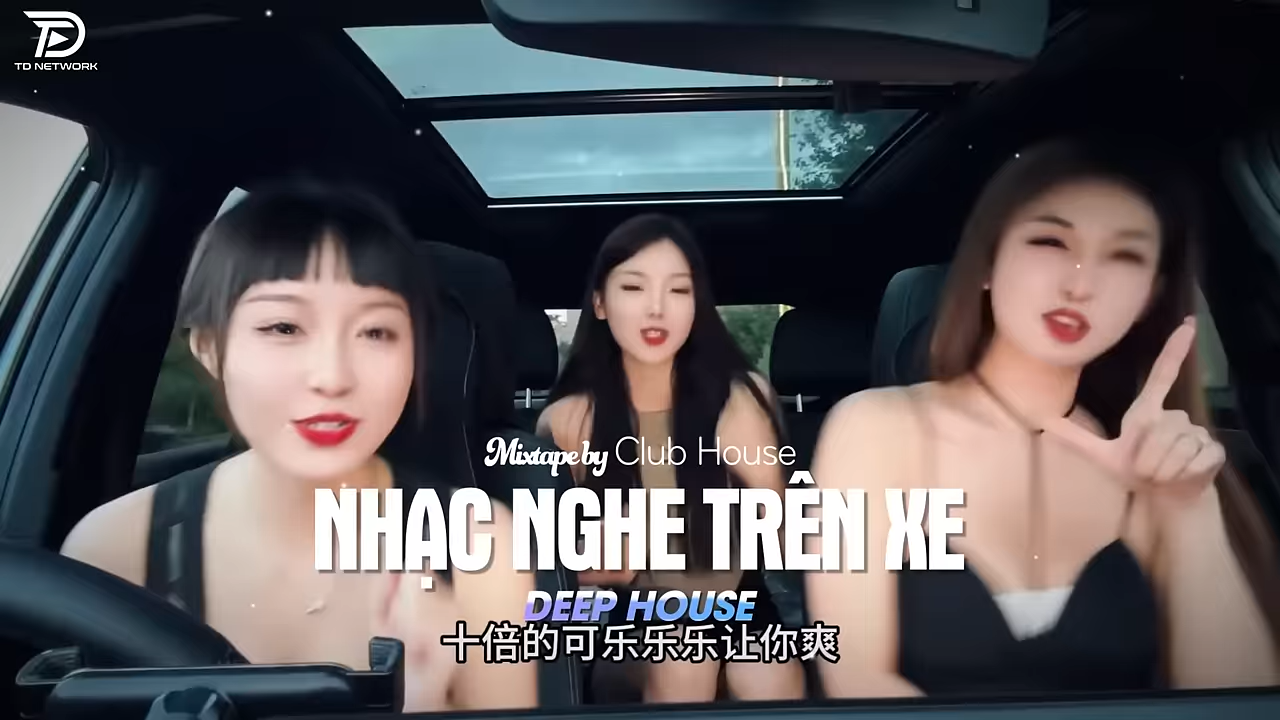 TD NETWORK
Mixtape by Club House
NHẠC NGHE TRÊN XE
DEEP HOUSE
十倍的可乐乐乐让你爽